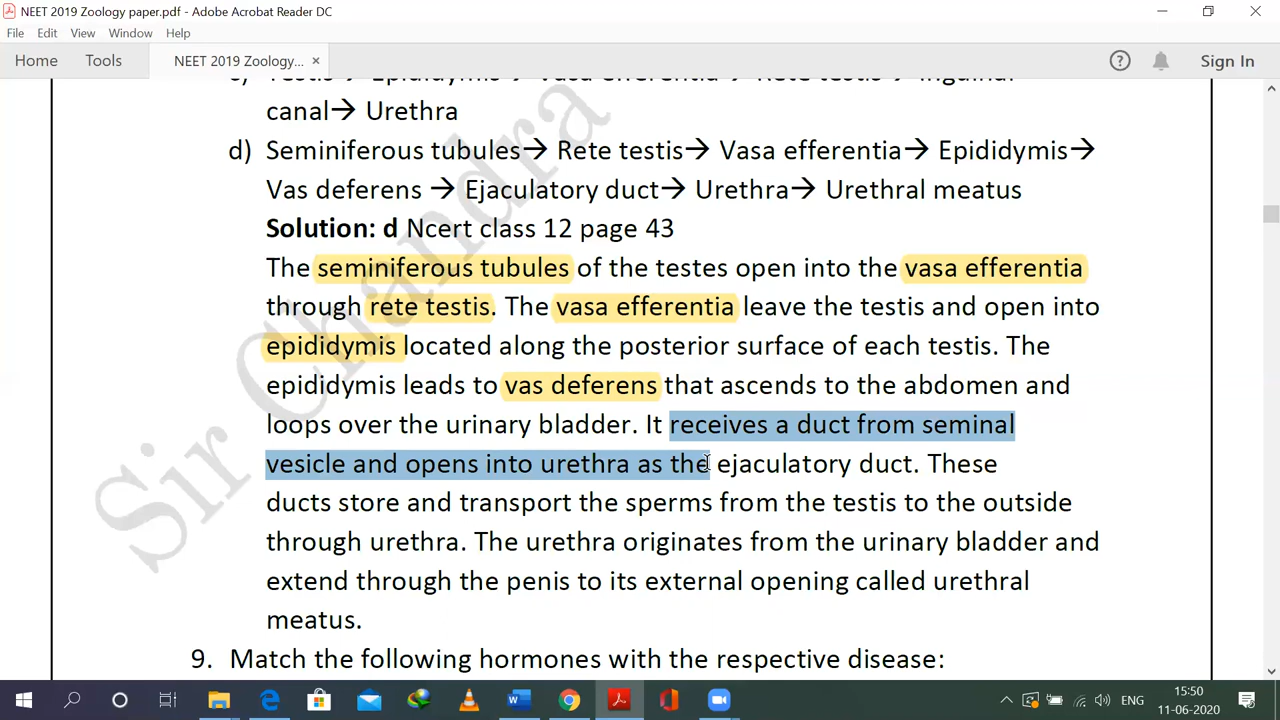 NEET 2019 Zoology paper.pdf - Adobe Acrobat Reader DC
File Edit View Window Help
Home Tools NEET 2019 Zoology... × Sign In
canal→ Urethra
d) Seminiferous tubules→ Rete testis→ Vasa efferentia→ Epididymis→
Vas deferens → Ejaculatory duct→ Urethra→ Urethral meatus
Solution: d Ncert class 12 page 43
The seminiferous tubules of the testes open into the vasa efferentia
through rete testis. The vasa efferentia leave the testis and open into
epididymis located along the posterior surface of each testis. The
epididymis leads to vas deferens that ascends to the abdomen and
loops over the urinary bladder. It receives a duct from seminal
vesicle and opens into urethra as the ejaculatory duct. These
ducts store and transport the sperms from the testis to the outside
through urethra. The urethra originates from the urinary bladder and
extend through the penis to its external opening called urethral
meatus.
9. Match the following hormones with the respective disease:
Sir Chandra
ENG
15:50
11-06-2020